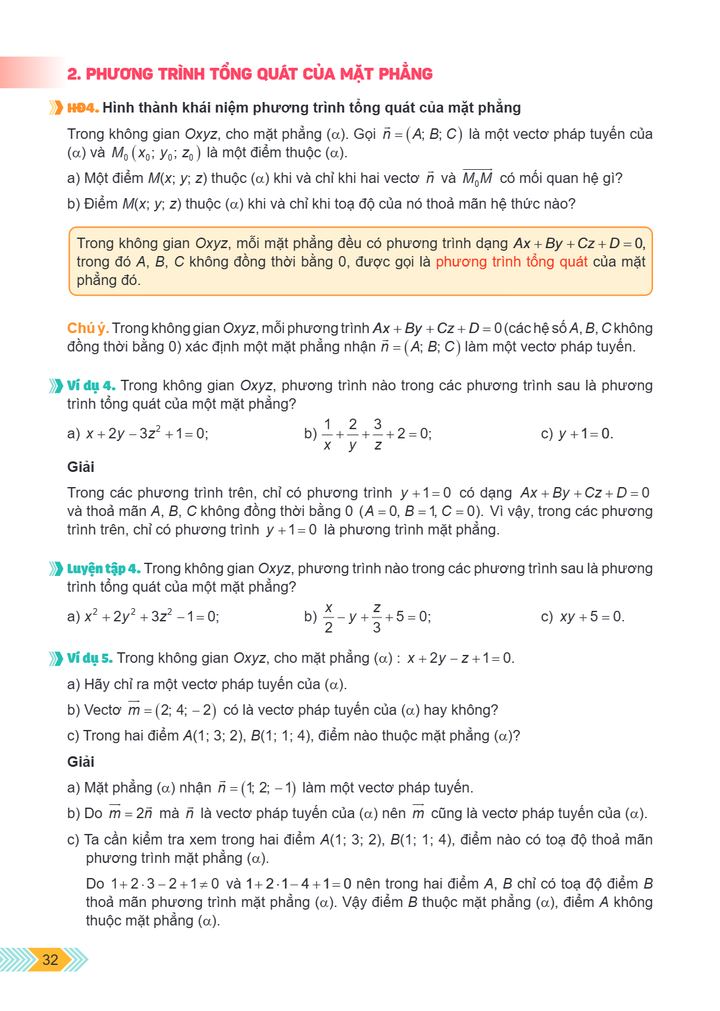 2. PHƯƠNG TRÌNH TỔNG QUÁT CỦA MẶT PHẲNG
HĐ4. Hình thành khái niệm phương trình tổng quát của mặt phẳng
Trong không gian Oxyz, cho mặt phẳng (α). Gọi n⃗ = (A; B; C) là một vectơ pháp tuyến của
(α) và M₀(x₀; y₀; z₀) là một điểm thuộc (α).
a) Một điểm M(x; y; z) thuộc (α) khi và chỉ khi hai vectơ n⃗ và M₀M⃗ có mối quan hệ gì?
b) Điểm M(x; y; z) thuộc (α) khi và chỉ khi toạ độ của nó thoả mãn hệ thức nào?
Trong không gian Oxyz, mỗi mặt phẳng đều có phương trình dạng Ax + By + Cz + D = 0,
trong đó A, B, C không đồng thời bằng 0, được gọi là phương trình tổng quát của mặt
phẳng đó.
Chú ý. Trong không gian Oxyz, mỗi phương trình Ax + By + Cz + D = 0 (các hệ số A, B, C không
đồng thời bằng 0) xác định một mặt phẳng nhận n⃗ = (A; B; C) làm một vectơ pháp tuyến.
Ví dụ 4. Trong không gian Oxyz, phương trình nào trong các phương trình sau là phương
trình tổng quát của một mặt phẳng?
a) x + 2y − 3z² + 1 = 0; b) 1/x + 2/y + 3/z + 2 = 0; c) y + 1 = 0.
Giải
Trong các phương trình trên, chỉ có phương trình y + 1 = 0 có dạng Ax + By + Cz + D = 0
và thoả mãn A, B, C không đồng thời bằng 0 (A = 0, B = 1, C = 0). Vì vậy, trong các phương
trình trên, chỉ có phương trình y + 1 = 0 là phương trình mặt phẳng.
Luyện tập 4. Trong không gian Oxyz, phương trình nào trong các phương trình sau là phương
trình tổng quát của một mặt phẳng?
a) x² + 2y² + 3z² − 1 = 0; b) x/2 − y + z/3 + 5 = 0; c) xy + 5 = 0.
Ví dụ 5. Trong không gian Oxyz, cho mặt phẳng (α) : x + 2y − z + 1 = 0.
a) Hãy chỉ ra một vectơ pháp tuyến của (α).
b) Vectơ m⃗ = (2; 4; − 2) có là vectơ pháp tuyến của (α) hay không?
c) Trong hai điểm A(1; 3; 2), B(1; 1; 4), điểm nào thuộc mặt phẳng (α)?
Giải
a) Mặt phẳng (α) nhận n⃗ = (1; 2; −1) làm một vectơ pháp tuyến.
b) Do m⃗ = 2n⃗ mà n⃗ là vectơ pháp tuyến của (α) nên m⃗ cũng là vectơ pháp tuyến của (α).
c) Ta cần kiểm tra xem trong hai điểm A(1; 3; 2), B(1; 1; 4), điểm nào có toạ độ thoả mãn
phương trình mặt phẳng (α).
Do 1 + 2 · 3 − 2 + 1 ≠ 0 và 1 + 2 · 1 − 4 + 1 = 0 nên trong hai điểm A, B chỉ có toạ độ điểm B
thoả mãn phương trình mặt phẳng (α). Vậy điểm B thuộc mặt phẳng (α), điểm A không
thuộc mặt phẳng (α).
32